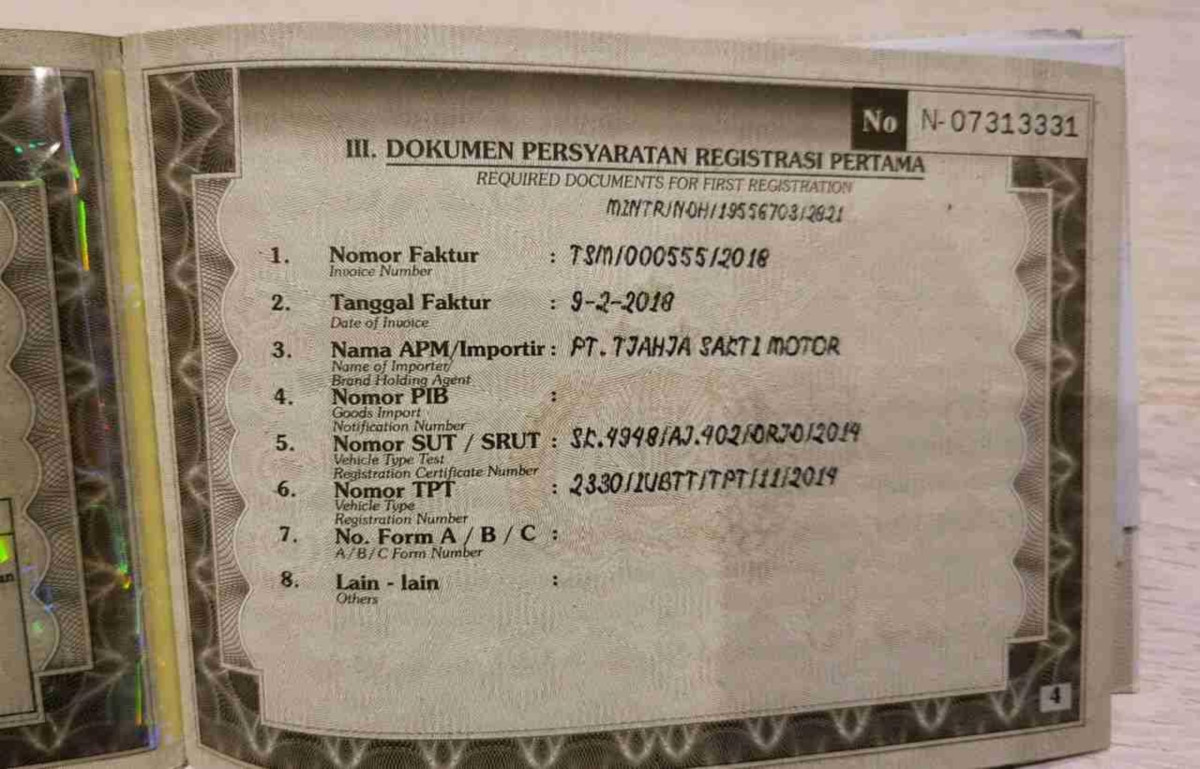 No N-07313331
III. DOKUMEN PERSYARATAN REGISTRASI PERTAMA
REQUIRED DOCUMENTS FOR FIRST REGISTRATION
1. Nomor Faktur : TSM/000555/2018
Invoice Number
2. Tanggal Faktur : 9-2-2018
Date of Invoice
3. Nama APM/Importir : PT. TJAHJA SAKTI MOTOR
Name of Importer/
Brand Holding Agent
4. Nomor PIB :
Goods Import
Notification Number
5. Nomor SUT / SRUT : SK.4948/AJ.402/DRJD/2014
Vehicle Type Test
Registration Certificate Number
6. Nomor TPT : 2330/IUBTT/TPT/11/2014
Vehicle Type
Registration Number
7. No. Form A / B / C :
A/B/C Form Number
8. Lain - lain :
Others
4